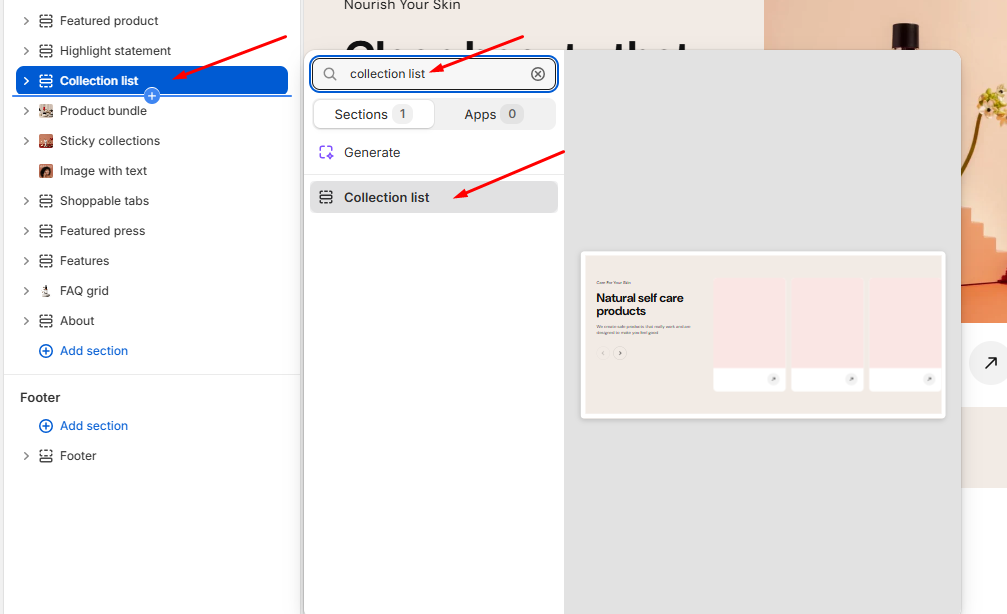 Featured product
Highlight statement
Collection list
Product bundle
Sticky collections
Image with text
Shoppable tabs
Featured press
Features
FAQ grid
About
Add section
Footer
Add section
Footer
Nourish Your Skin
collection list
Sections 1
Apps 0
Generate
Collection list
Care For Your Skin
Natural self care
products
We create safe products that really work and are
designed to make you feel good.